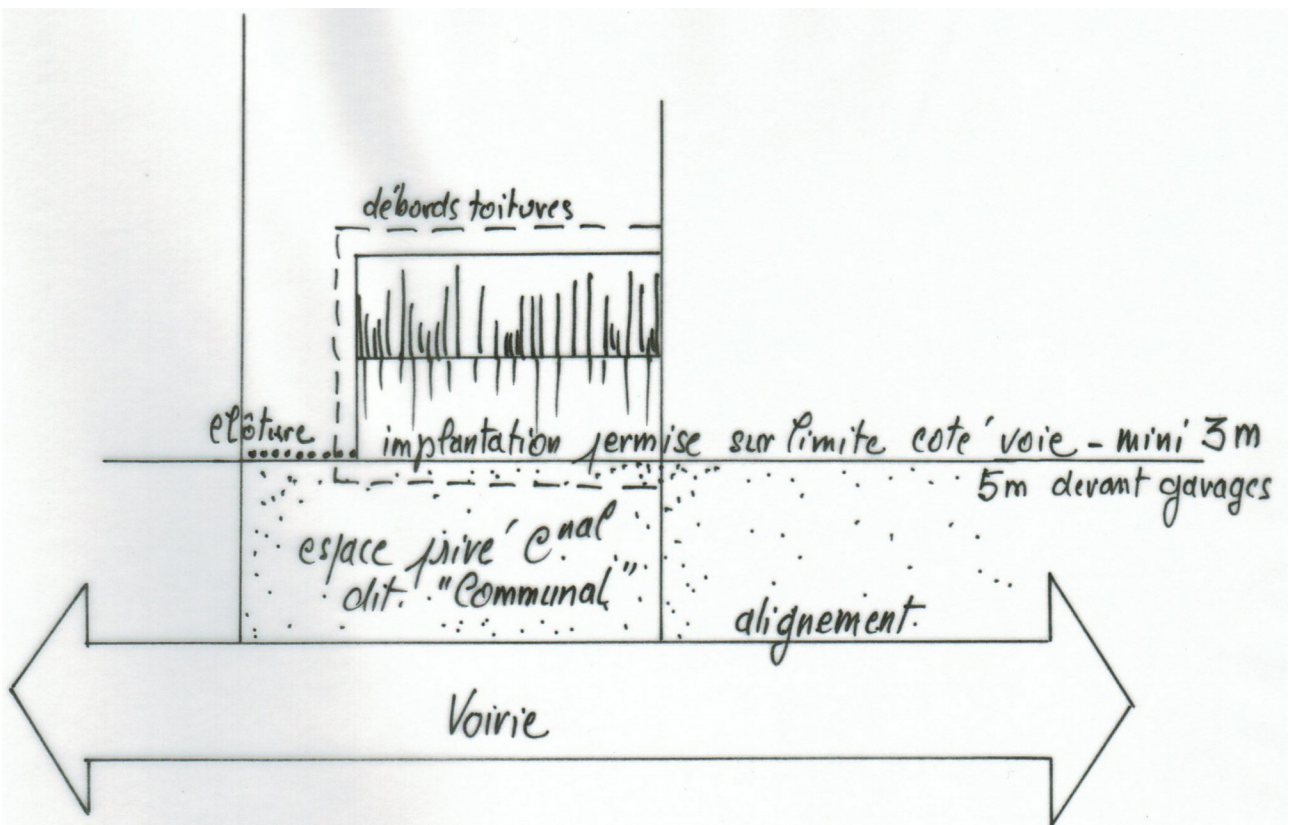 débords toitures
clôture
implantation permise sur limite coté voie - mini 3m
5m devant garages
espace privé C.nal
dit "Communal"
alignement.
Voirie